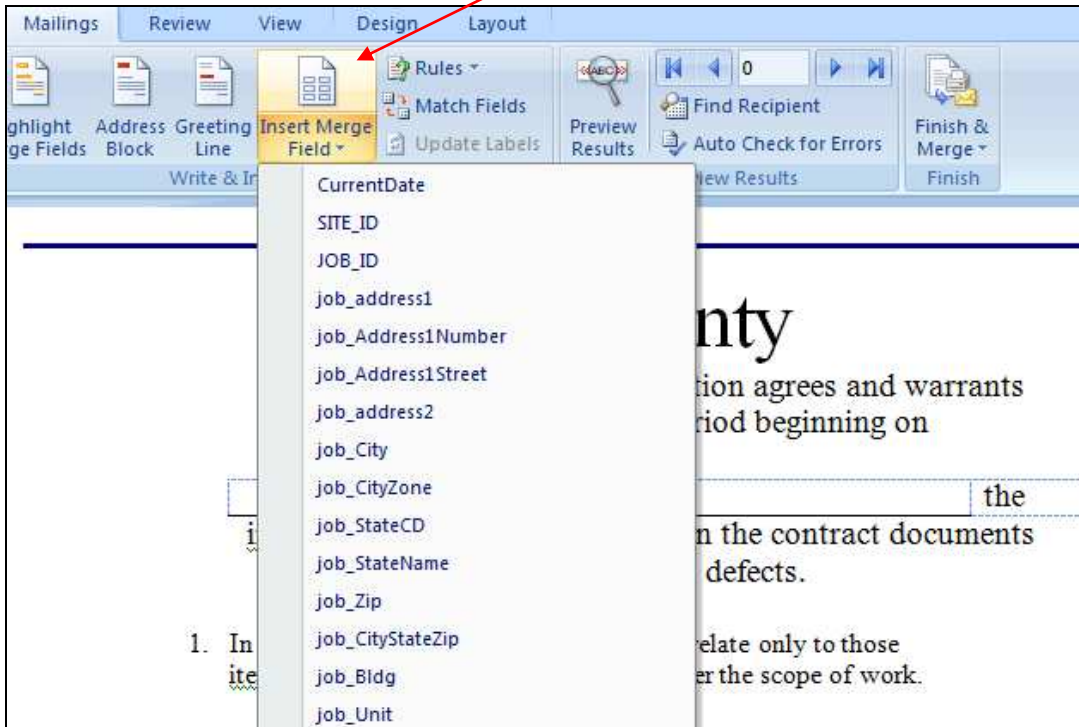 Mailings Review View Design Layout
Rules
0
Match Fields
Find Recipient
ghlight Address Greeting Insert Merge Update Labels Preview Auto Check for Errors Finish &
ge Fields Block Line Field Results Merge
Write & In iew Results Finish
CurrentDate
SITE_ID
JOB_ID
job_address1
nty
job_Address1Number
job_Address1Street
tion agrees and warrants
job_address2
riod beginning on
job_City
job_CityZone
the
job_StateCD
n the contract documents
job_StateName
defects.
job_Zip
job_CityStateZip
1. In elate only to those
job_Bldg
ite er the scope of work.
job_Unit